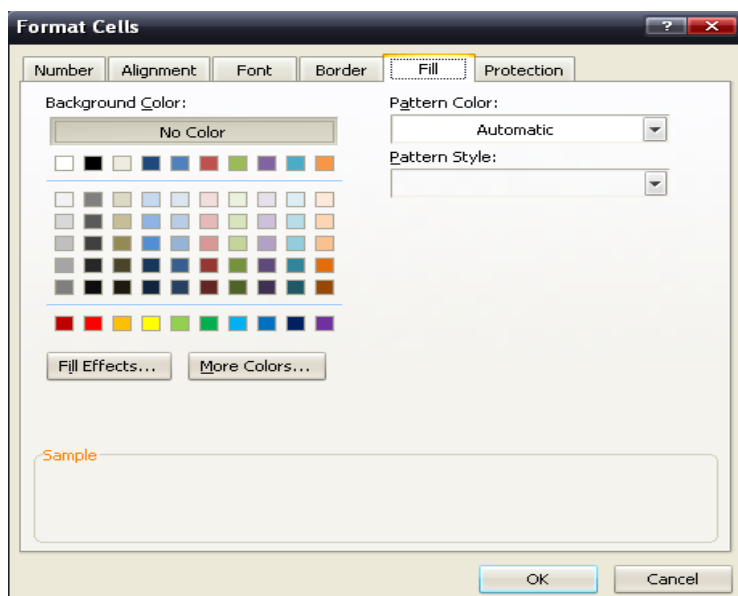 Format Cells
?
Number Alignment Font Border Fill Protection
Background Color:
No Color
Pattern Color:
Automatic
Pattern Style:
Fill Effects... More Colors...
Sample
OK Cancel